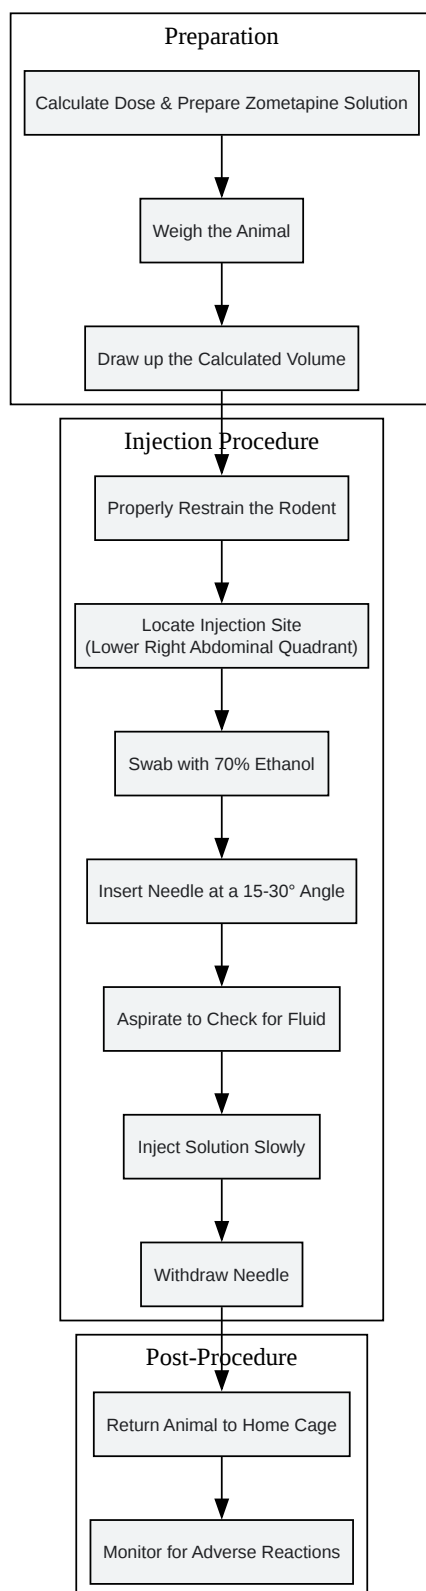 Preparation
Calculate Dose & Prepare Zometapine Solution
Weigh the Animal
Draw up the Calculated Volume
Injection Procedure
Properly Restrain the Rodent
Locate Injection Site
(Lower Right Abdominal Quadrant)
Swab with 70% Ethanol
Insert Needle at a 15-30° Angle
Aspirate to Check for Fluid
Inject Solution Slowly
Withdraw Needle
Post-Procedure
Return Animal to Home Cage
Monitor for Adverse Reactions